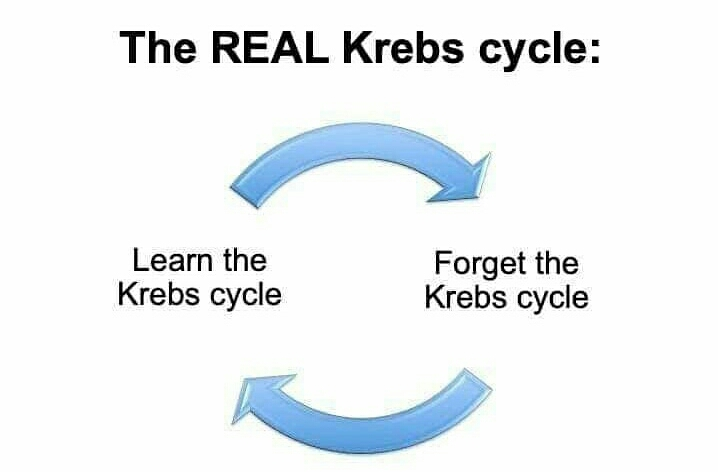 The REAL Krebs cycle:
Learn the
Krebs cycle
Forget the
Krebs cycle